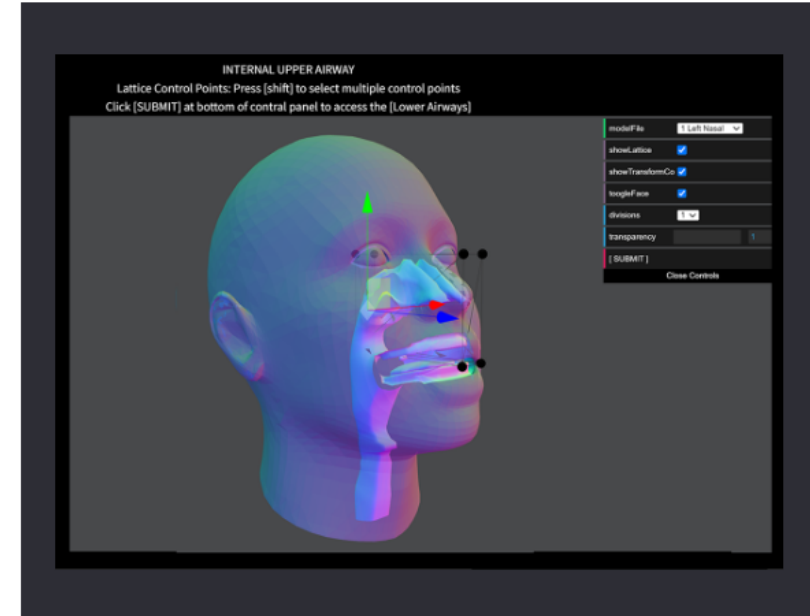 INTERNAL UPPER AIRWAY
Lattice Control Points: Press [shift] to select multiple control points
Click [SUBMIT] at bottom of contral panel to access the [Lower Airways]
modelFile 1 Left Nasal
showLattice
showTransformCo
toogleFace
divisions 1
transparency 1
[ SUBMIT ]
Close Controls